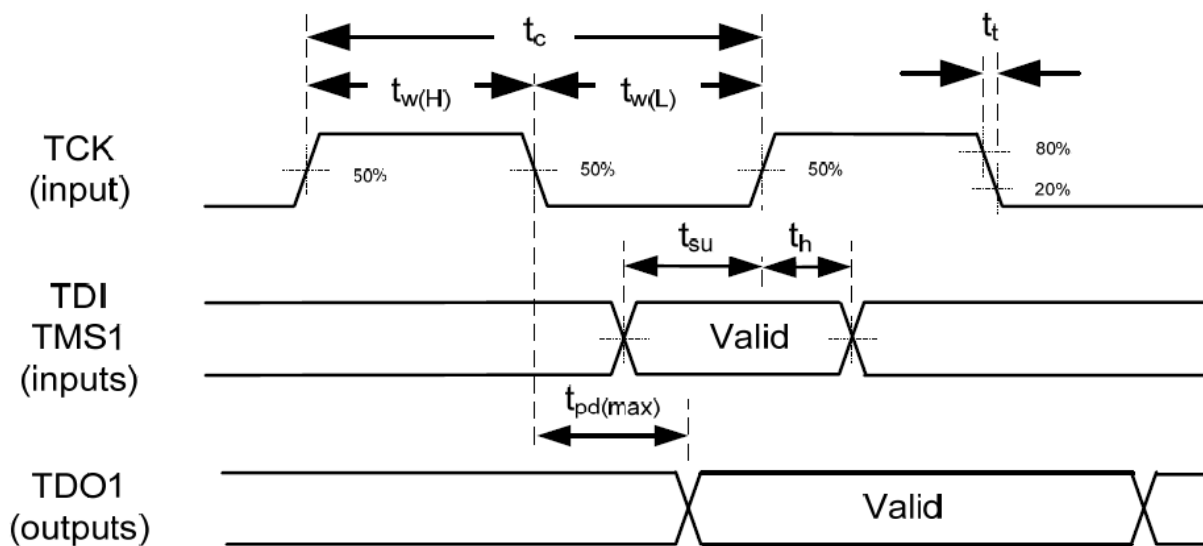 t_c
t_t
t_w(H)
t_w(L)
TCK
(input)
50%
50%
50%
80%
20%
t_su
t_h
TDI
TMS1
(inputs)
Valid
t_pd(max)
TDO1
(outputs)
Valid